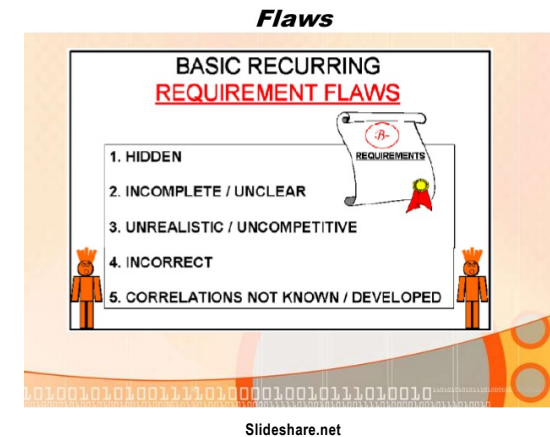 Flaws
BASIC RECURRING
REQUIREMENT FLAWS
B-
REQUIREMENTS
1. HIDDEN
2. INCOMPLETE / UNCLEAR
3. UNREALISTIC / UNCOMPETITIVE
4. INCORRECT
5. CORRELATIONS NOT KNOWN / DEVELOPED
Slideshare.net